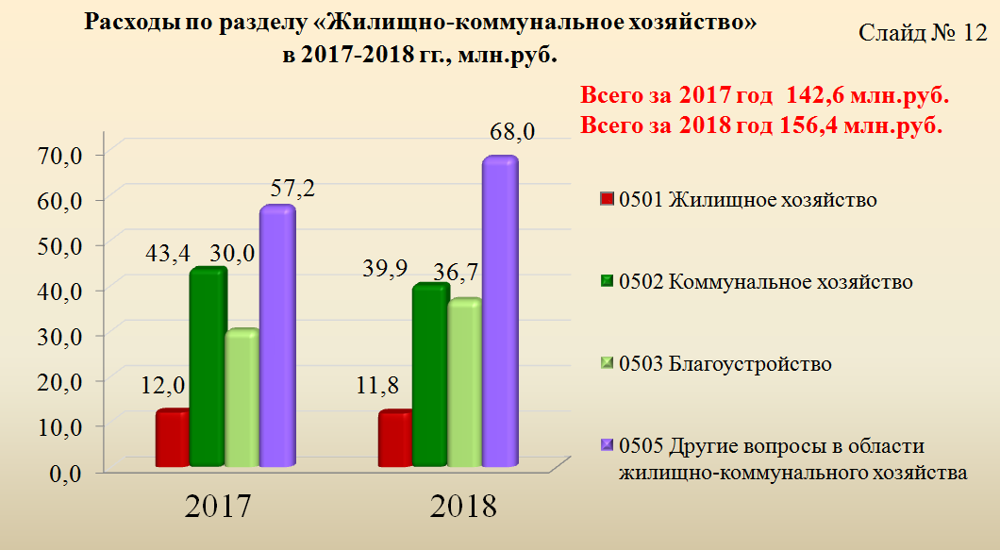 Расходы по разделу «Жилищно-коммунальное хозяйство»
в 2017-2018 гг., млн.руб.
Слайд № 12
Всего за 2017 год  142,6 млн.руб.
Всего за 2018 год 156,4 млн.руб.
70,0
60,0
50,0
40,0
30,0
20,0
10,0
0,0
12,0
43,4
30,0
57,2
11,8
39,9
36,7
68,0
2017
2018
0501 Жилищное хозяйство
0502 Коммунальное хозяйство
0503 Благоустройство
0505 Другие вопросы в области
жилищно-коммунального хозяйства